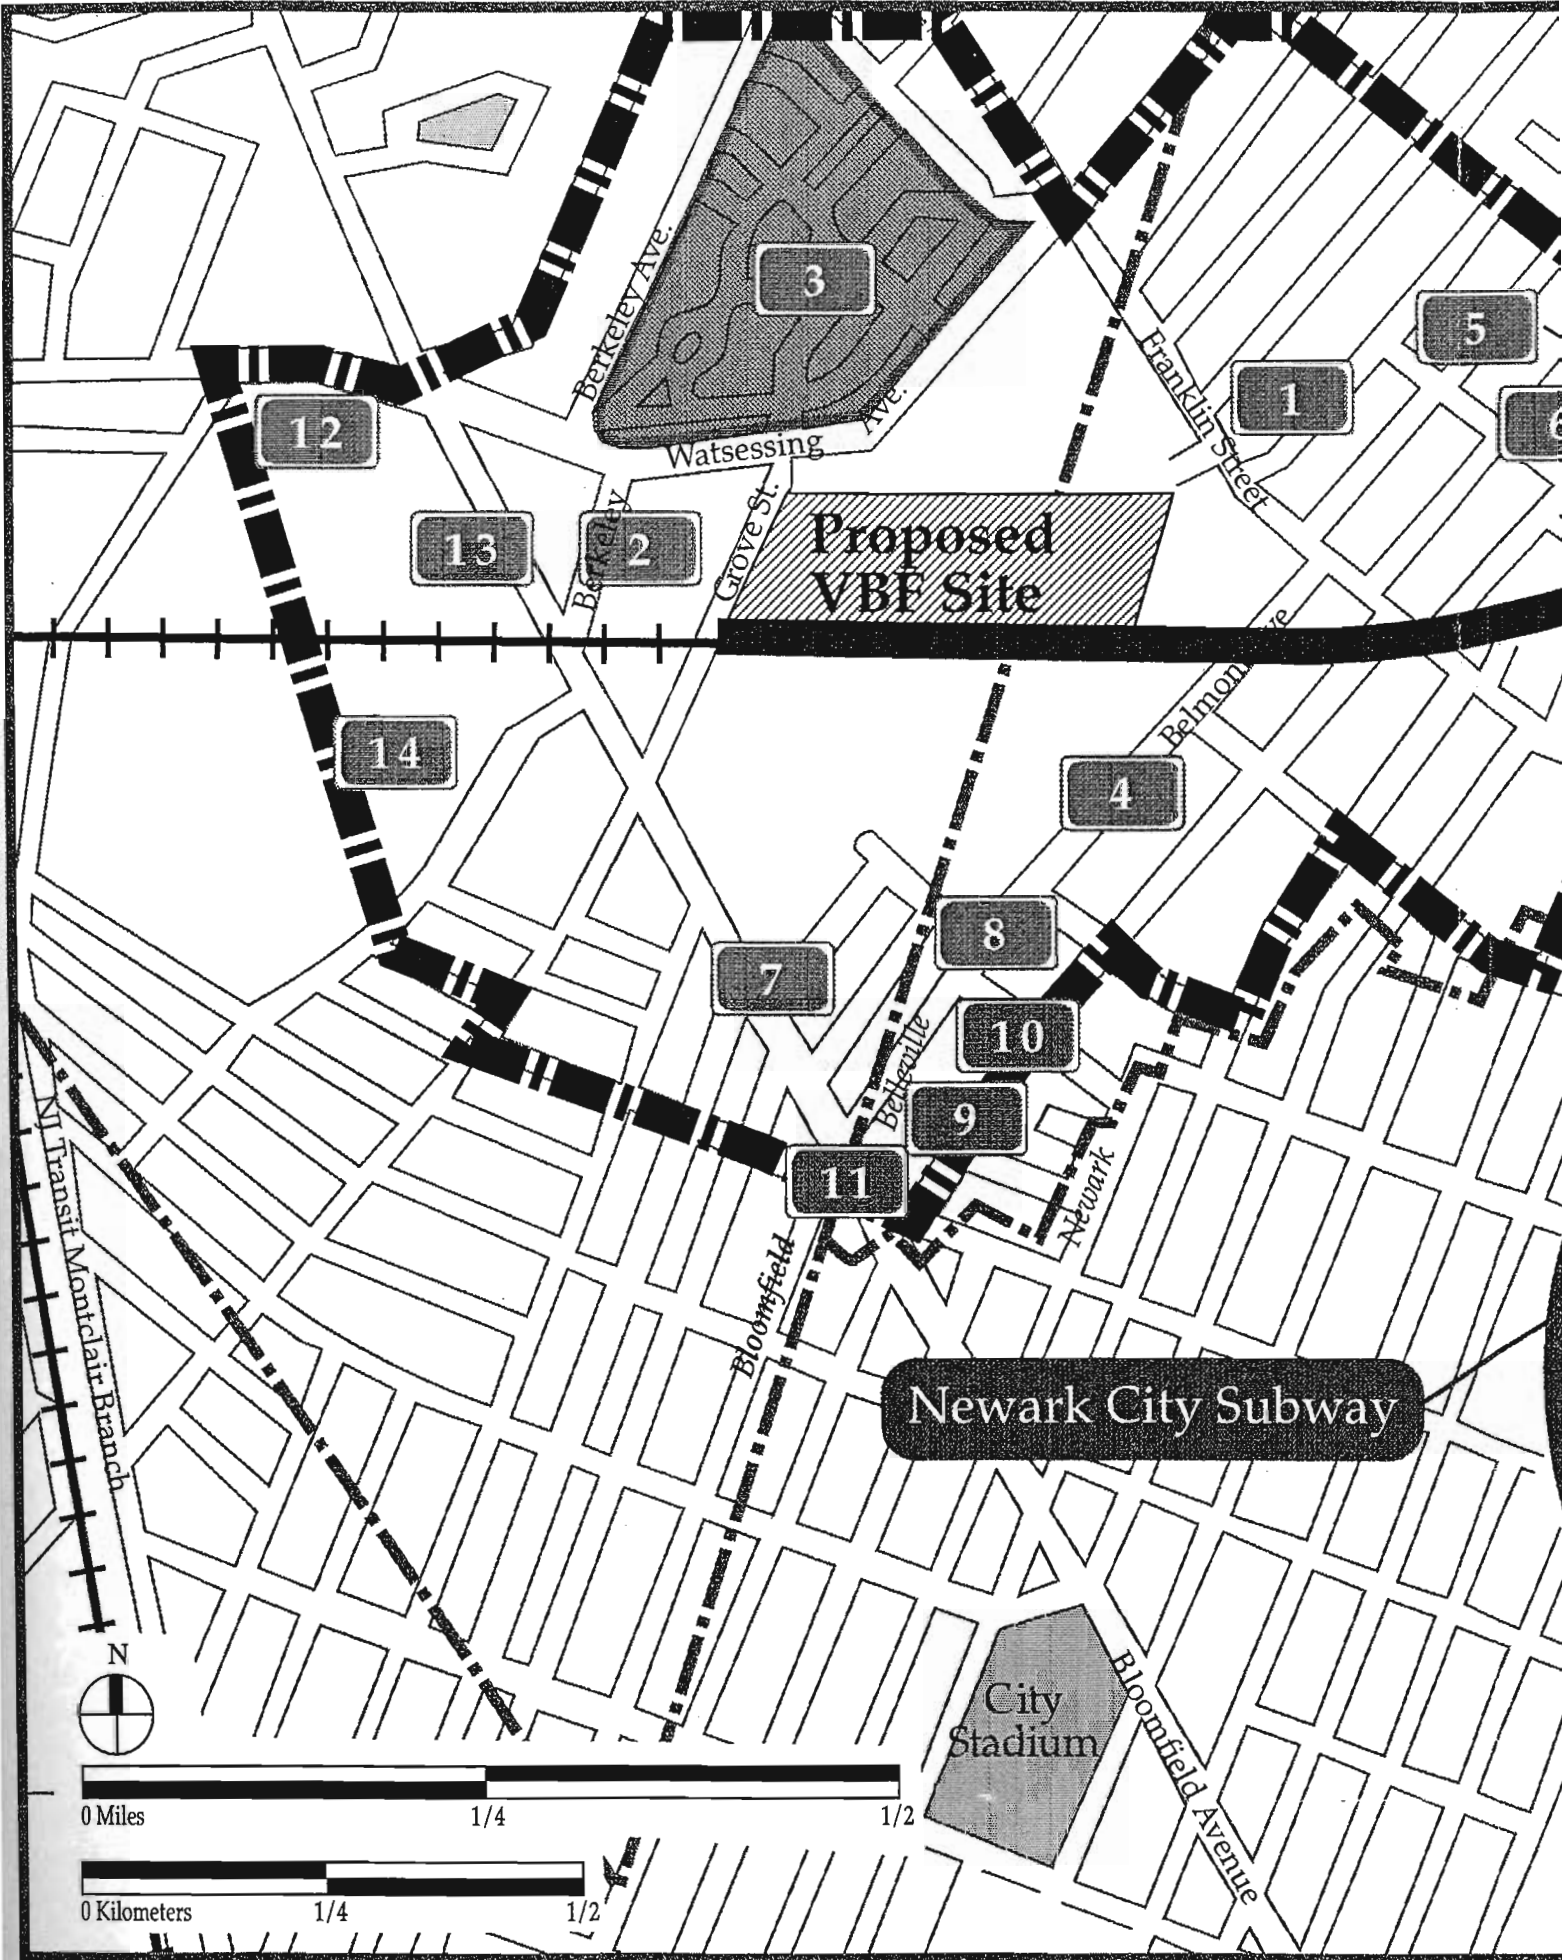 Berkeley Ave.
3
5
1
6
Franklin Street
12
Watsessing
Ave.
13
Berkeley
2
Grove St.
Proposed
VBF Site
14
Belmont Ave
4
8
7
10
Belleville
9
11
Newark
NJ Transit Montclair Branch
Bloomfield
Newark City Subway
N
City
Stadium
Bloomfield Avenue
0 Miles
1/4
1/2
0 Kilometers
1/4
1/2